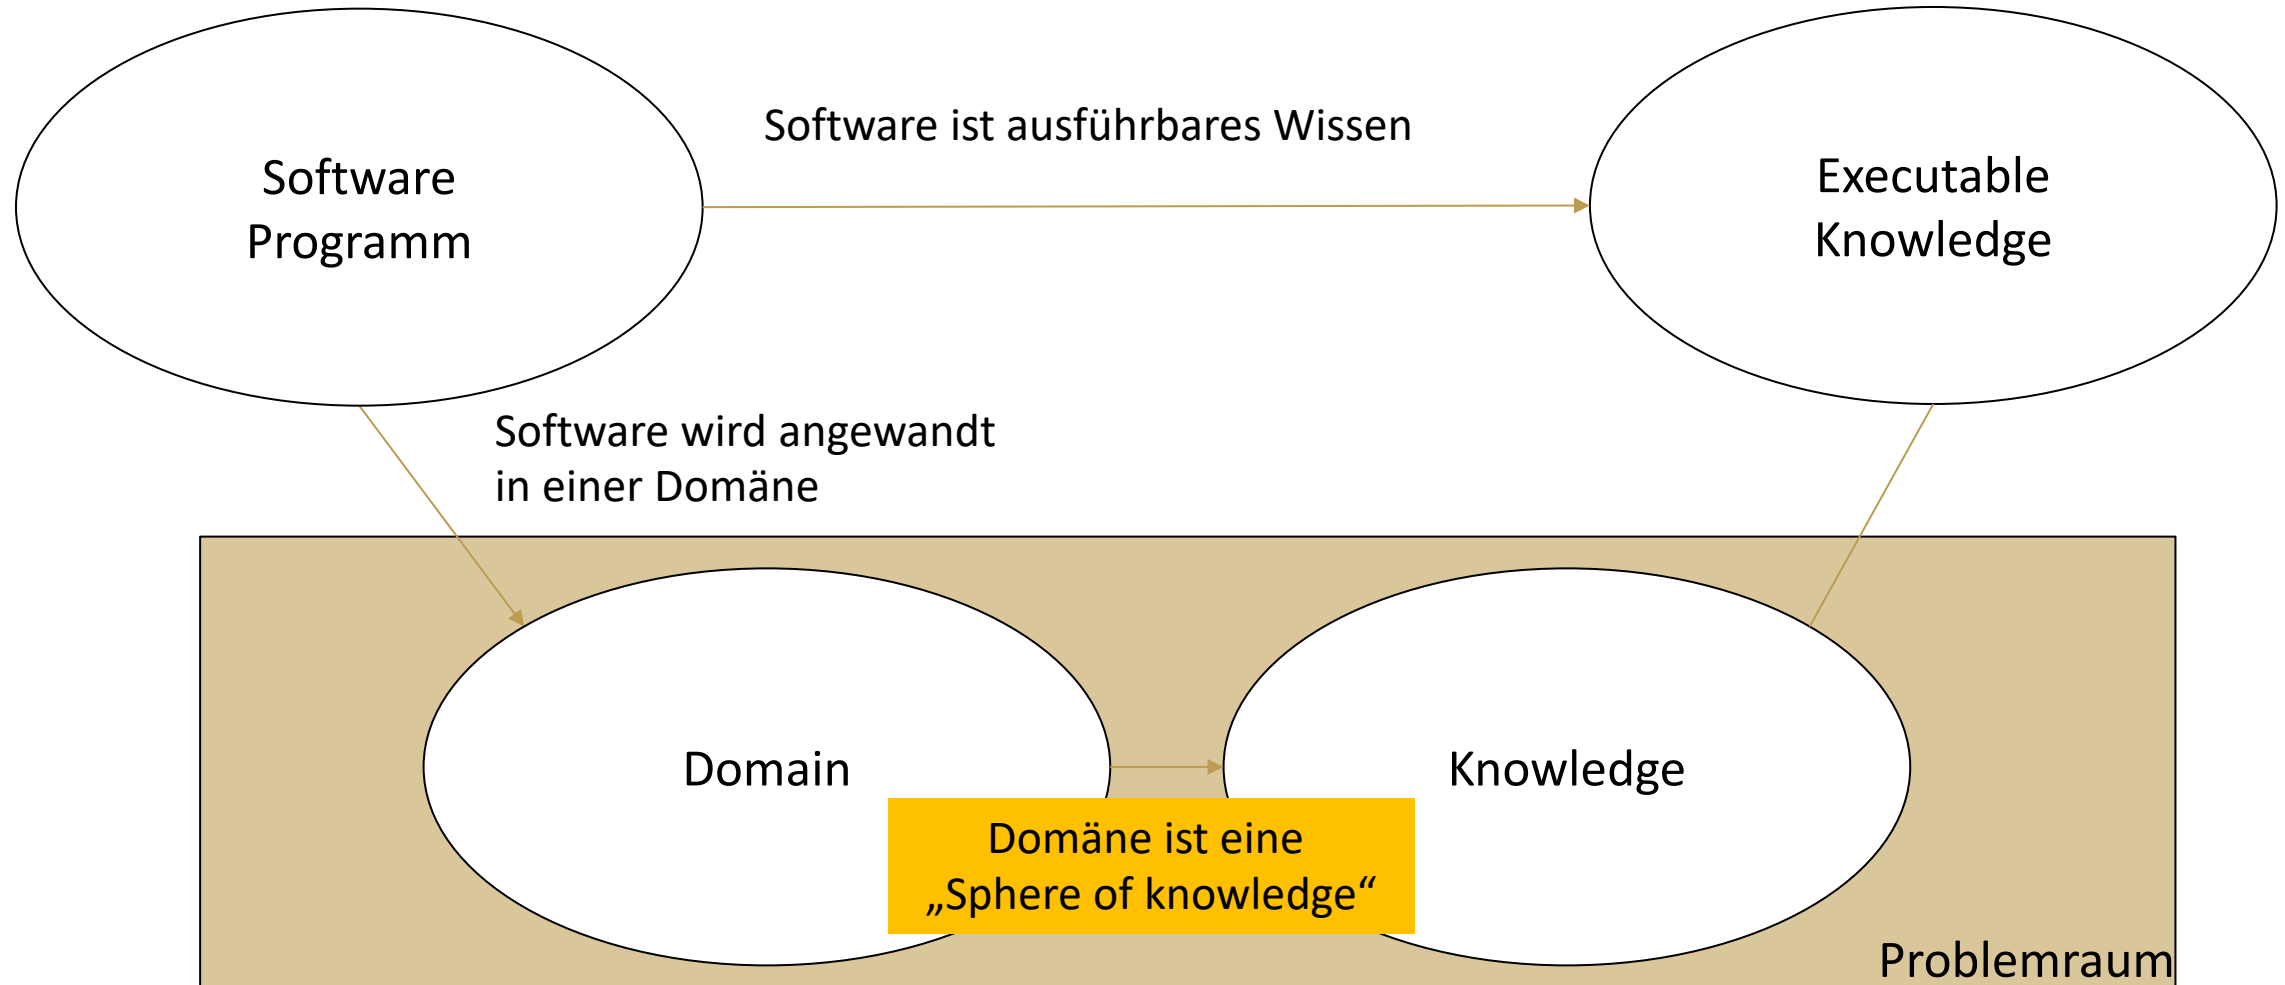 Software ist ausführbares Wissen
Software
Programm
Executable
Knowledge
Software wird angewandt
in einer Domäne
Domain
Knowledge
Domäne ist eine
„Sphere of knowledge“
Problemraum